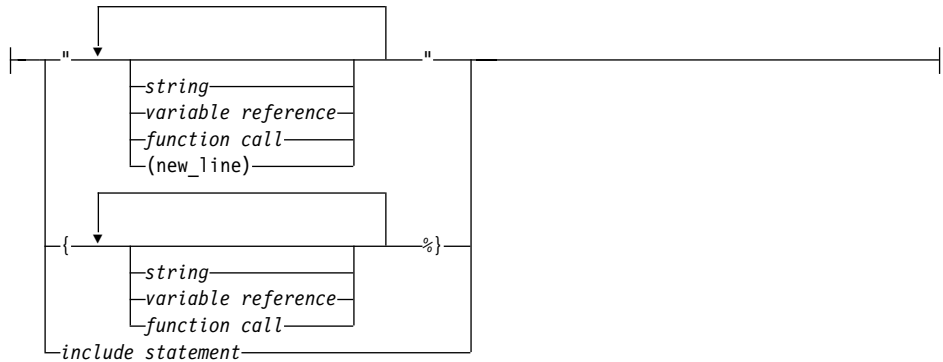 " "
string
variable reference
function call
(new_line)
{ %}
string
variable reference
function call
include statement